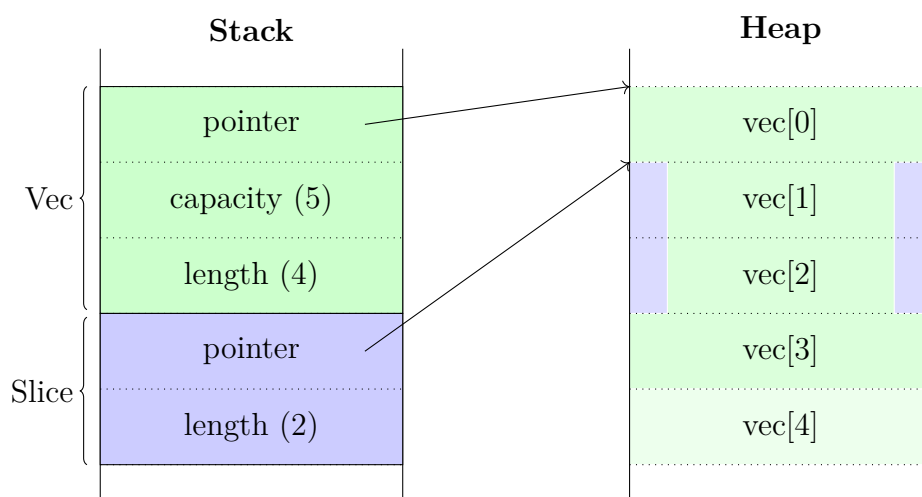 Stack
Heap
Vec
pointer
capacity (5)
length (4)
Slice
pointer
length (2)
vec[0]
vec[1]
vec[2]
vec[3]
vec[4]